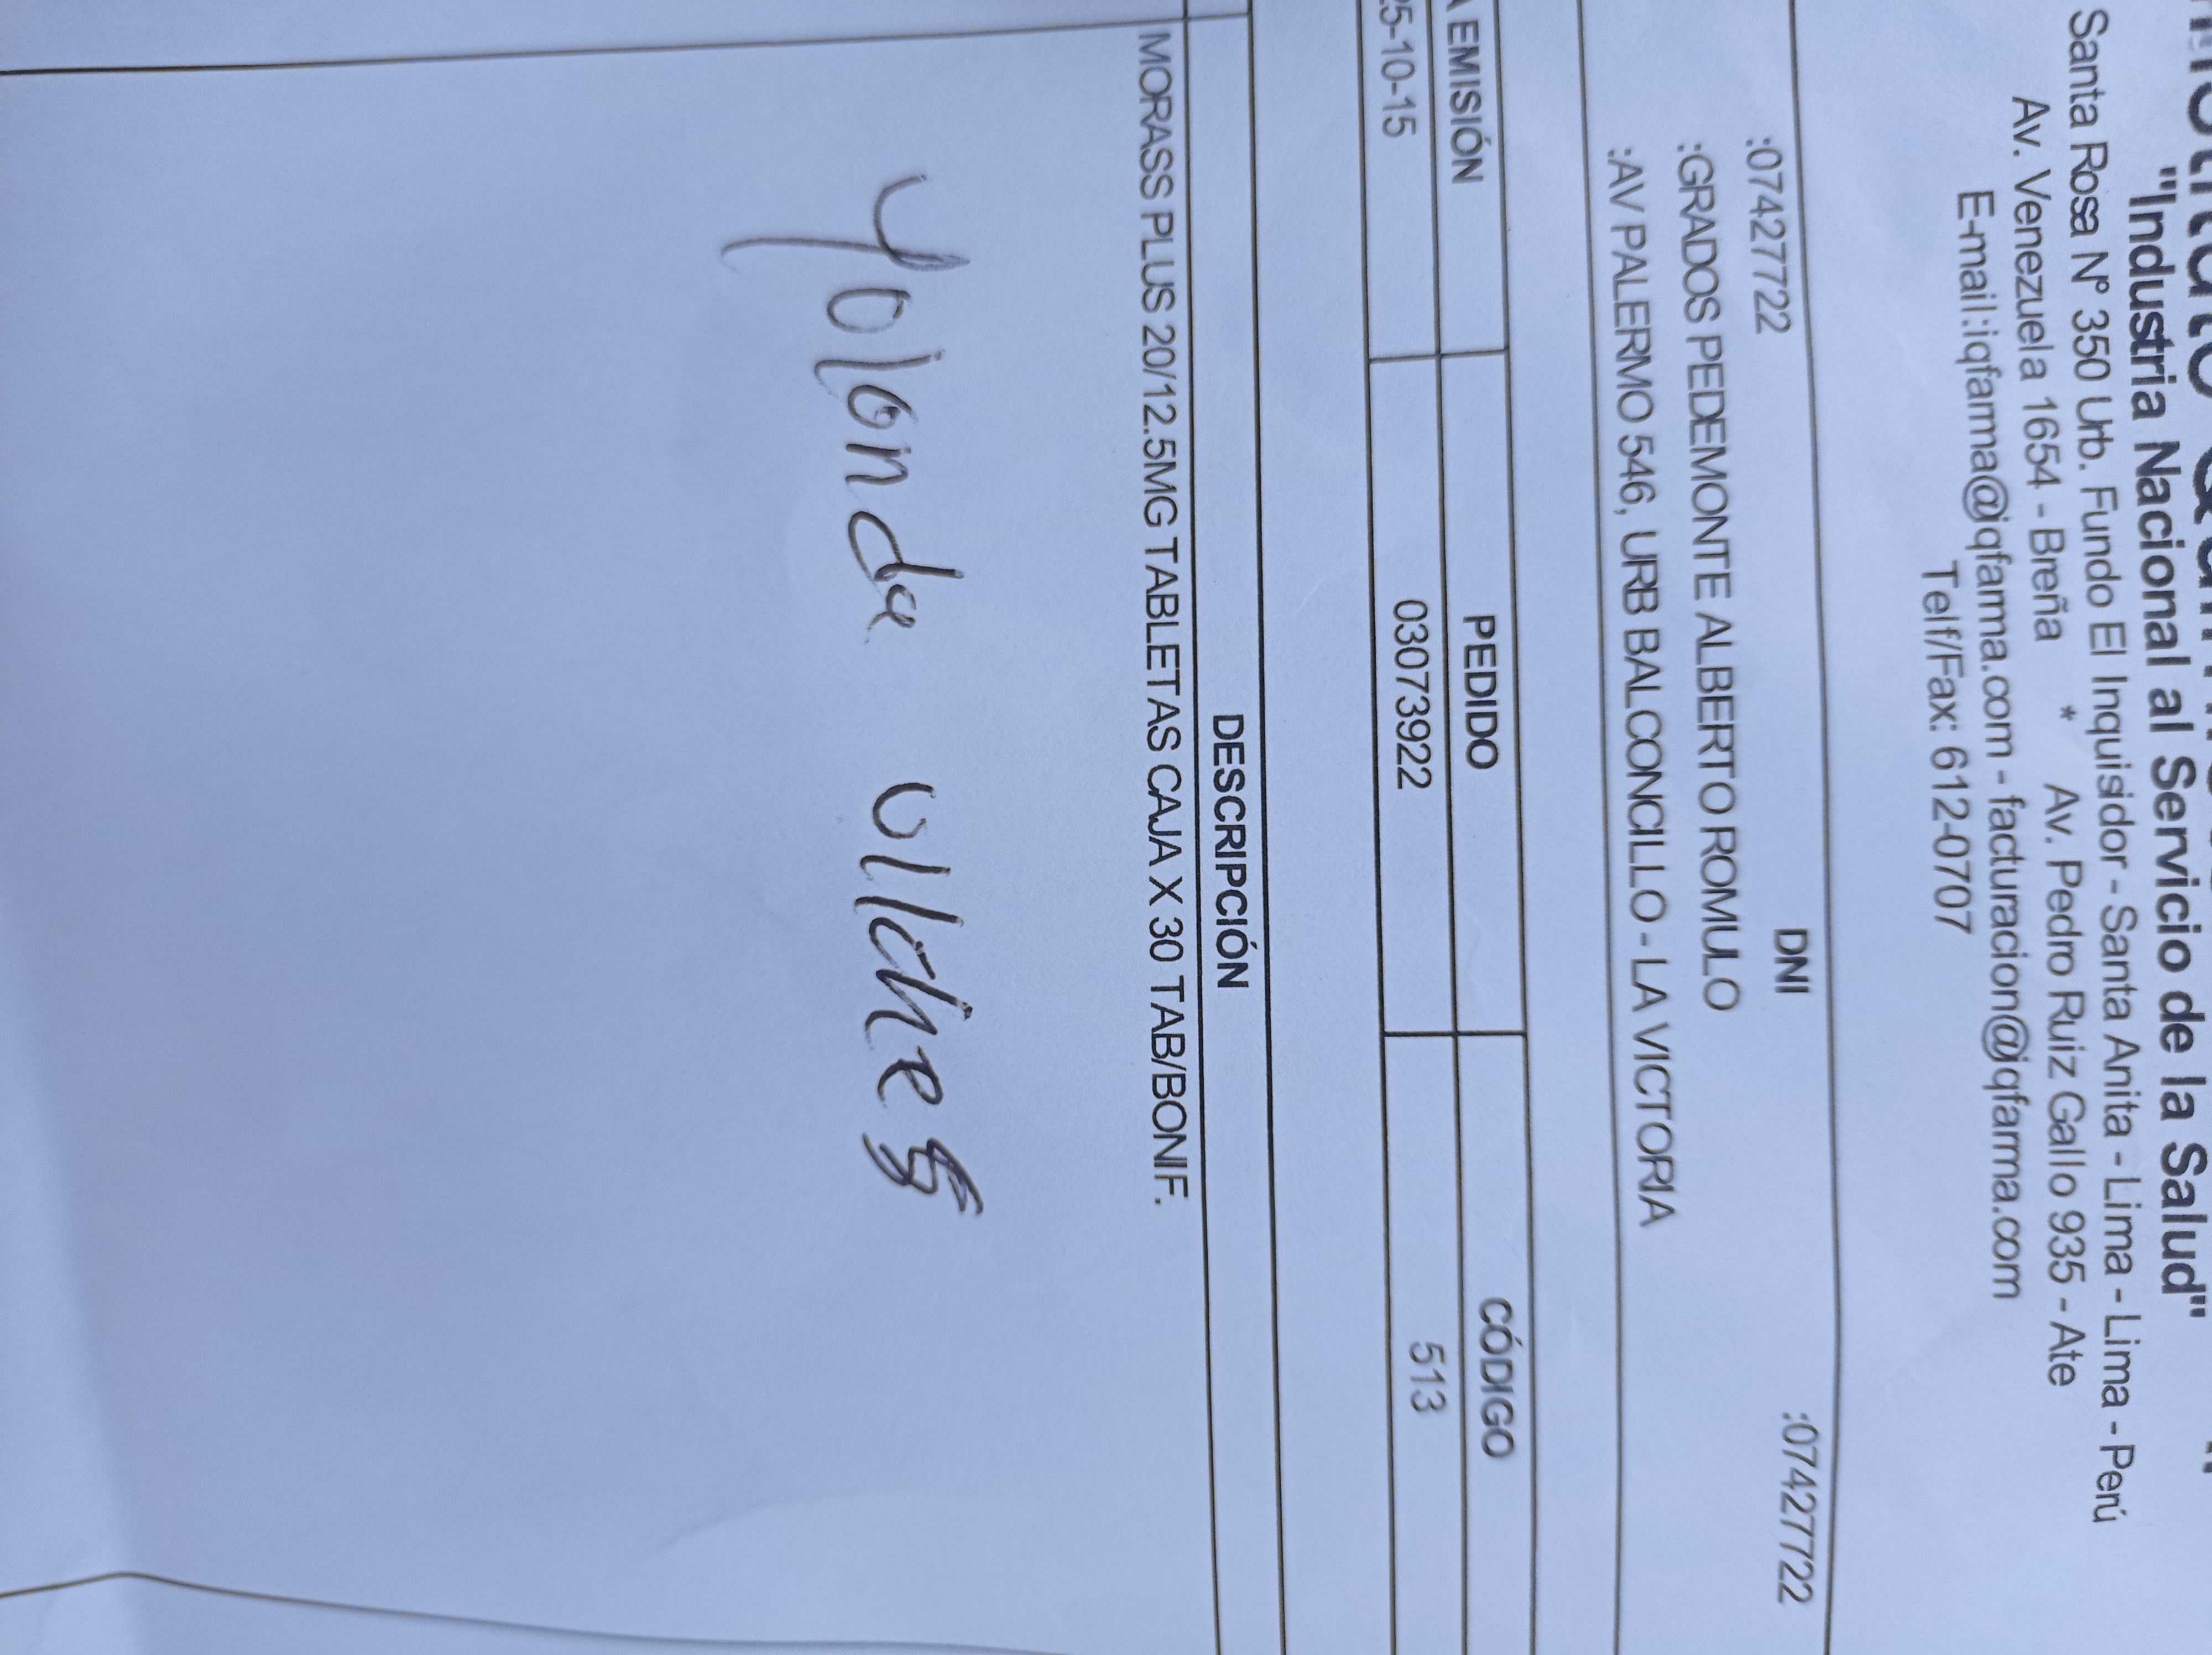 "Industria Nacional al Servicio de la Salud"
Santa Rosa Nº 350 Urb. Fundo El Inquisidor - Santa Anita - Lima - Lima - Perú
Av. Venezuela 1654 - Breña * Av. Pedro Ruiz Gallo 935 - Ate
E-mail:iqfarma@iqfarma.com - facturacion@iqfarma.com
Telf/Fax: 612-0707
:07427722 DNI :07427722
:GRADOS PEDEMONTE ALBERTO ROMULO
:AV PALERMO 546, URB BALCONCILLO - LA VICTORIA
EMISIÓN PEDIDO CÓDIGO
25-10-15 03073922 513
DESCRIPCIÓN
MORASS PLUS 20/12.5MG TABLETAS CAJA X 30 TAB/BONIF.
Yolonda vilches